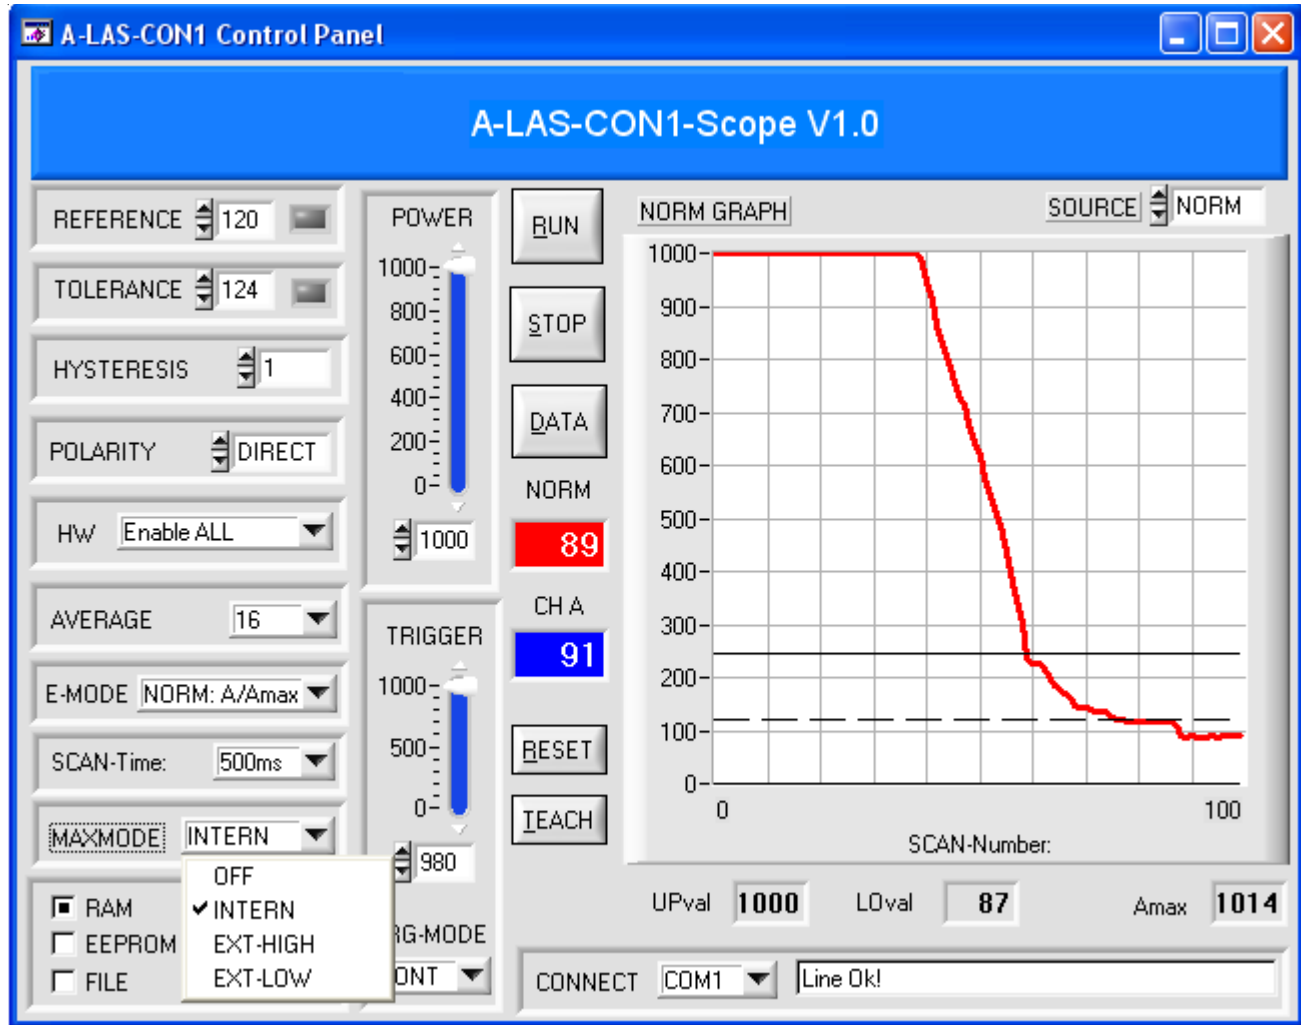 A-LAS-CON1 Control Panel
A-LAS-CON1-Scope V1.0
REFERENCE 120
TOLERANCE 124
HYSTERESIS 1
POLARITY DIRECT
HW Enable ALL
AVERAGE 16
E-MODE NORM: A/Amax
SCAN-Time: 500ms
MAXMODE INTERN
OFF
INTERN
EXT-HIGH
EXT-LOW
RAM
EEPROM
FILE
POWER
1000
800
600
400
200
0
1000
TRIGGER
1000
500
0
980
RG-MODE
ONT
RUN
STOP
DATA
NORM
89
CH A
91
RESET
TEACH
NORM GRAPH
SOURCE NORM
1000
900
800
700
600
500
400
300
200
100
0
0 100
SCAN-Number:
UPval 1000 LOval 87 Amax 1014
CONNECT COM1 Line Ok!